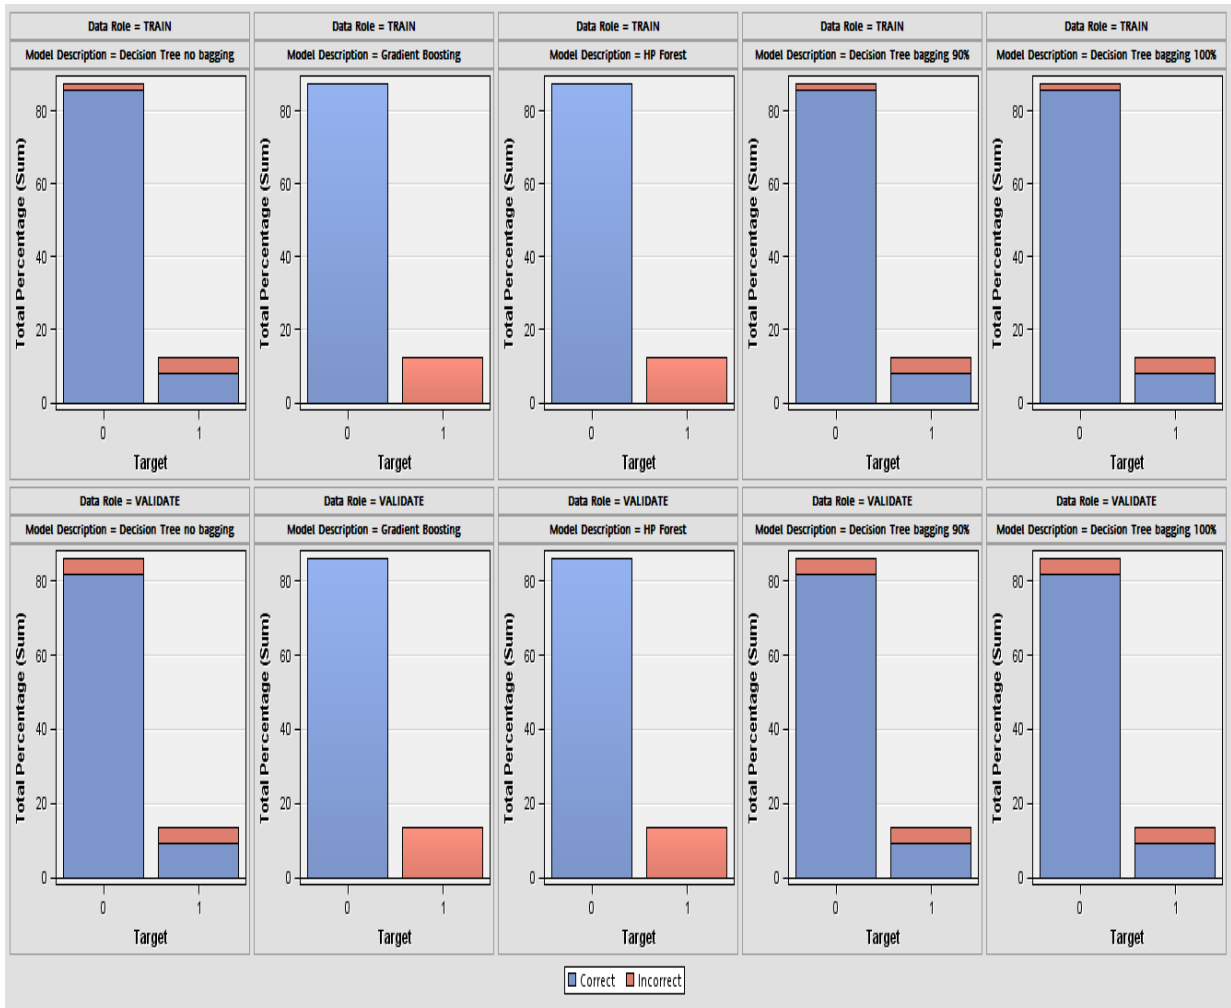 Data Role = TRAIN
Model Description = Decision Tree no bagging
Total Percentage (Sum)
80
60
40
20
0
0 1
Target
Data Role = TRAIN
Model Description = Gradient Boosting
Total Percentage (Sum)
80
60
40
20
0
0 1
Target
Data Role = TRAIN
Model Description = HP Forest
Total Percentage (Sum)
80
60
40
20
0
0 1
Target
Data Role = TRAIN
Model Description = Decision Tree bagging 90%
Total Percentage (Sum)
80
60
40
20
0
0 1
Target
Data Role = TRAIN
Model Description = Decision Tree bagging 100%
Total Percentage (Sum)
80
60
40
20
0
0 1
Target
Data Role = VALIDATE
Model Description = Decision Tree no bagging
Total Percentage (Sum)
80
60
40
20
0
0 1
Target
Data Role = VALIDATE
Model Description = Gradient Boosting
Total Percentage (Sum)
80
60
40
20
0
0 1
Target
Data Role = VALIDATE
Model Description = HP Forest
Total Percentage (Sum)
80
60
40
20
0
0 1
Target
Data Role = VALIDATE
Model Description = Decision Tree bagging 90%
Total Percentage (Sum)
80
60
40
20
0
0 1
Target
Data Role = VALIDATE
Model Description = Decision Tree bagging 100%
Total Percentage (Sum)
80
60
40
20
0
0 1
Target
Correct Incorrect